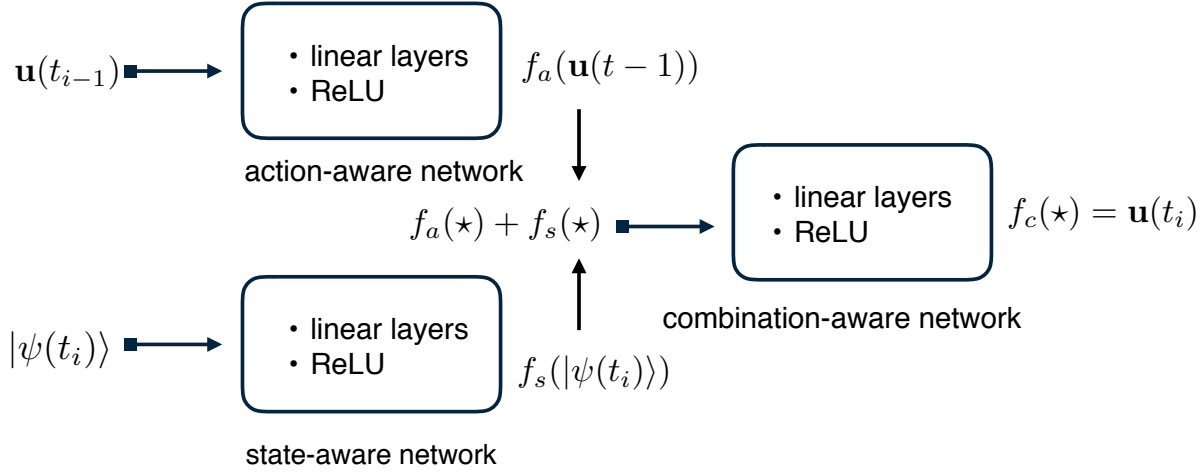 𝐮(t_{i−1})
• linear layers
• ReLU
f_a(𝐮(t − 1))
action-aware network
f_a(⋆) + f_s(⋆)
• linear layers
• ReLU
f_c(⋆) = 𝐮(t_i)
combination-aware network
|ψ(t_i)⟩
• linear layers
• ReLU
f_s(|ψ(t_i)⟩)
state-aware network